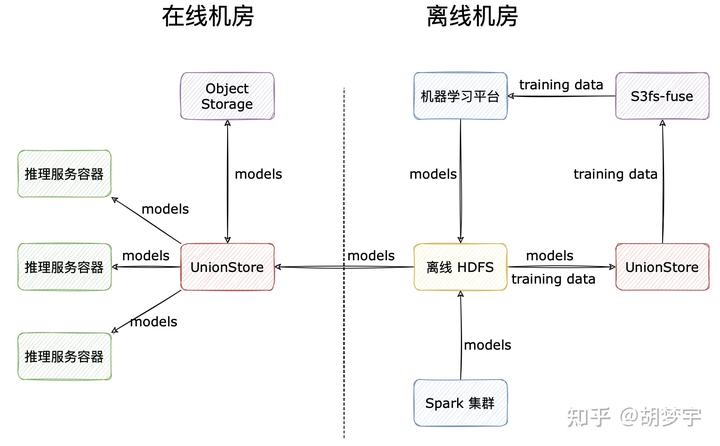 在线机房
离线机房
Object
Storage
models
推理服务容器
models
推理服务容器
models
UnionStore
推理服务容器
models
models
机器学习平台
training data
S3fs-fuse
models
training data
离线 HDFS
models
training data
UnionStore
models
Spark 集群
知乎 @胡梦宇